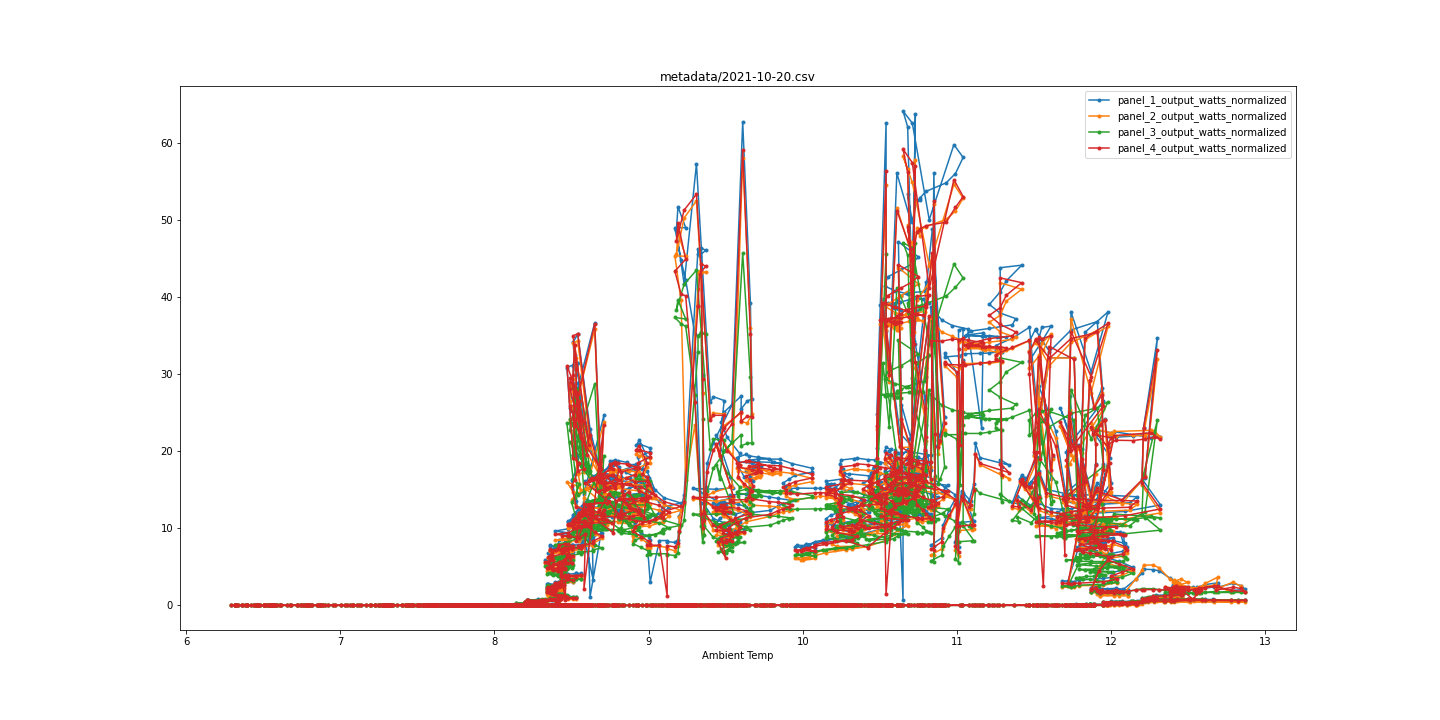 metadata/2021-10-20.csv
panel_1_output_watts_normalized
panel_2_output_watts_normalized
panel_3_output_watts_normalized
panel_4_output_watts_normalized
60
50
40
30
20
10
0
6 7 8 9 10 11 12 13
Ambient Temp